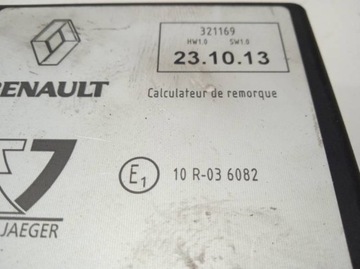 321169
HW1.0 SW1.0
23.10.13
RENAULT
Calculateur de remorque
E1 10 R-03 6082
JAEGER